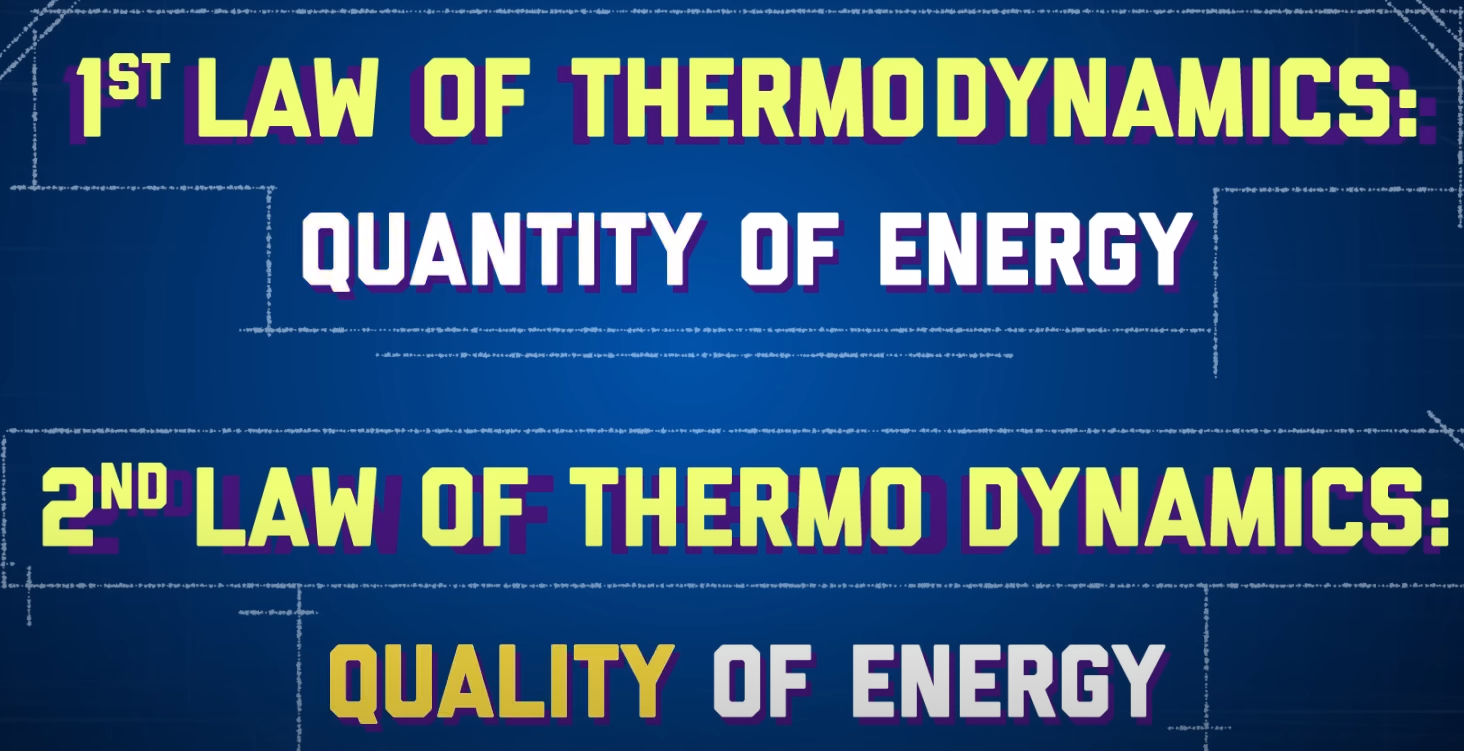 1ST LAW OF THERMODYNAMICS:
QUANTITY OF ENERGY
2ND LAW OF THERMO DYNAMICS:
QUALITY OF ENERGY